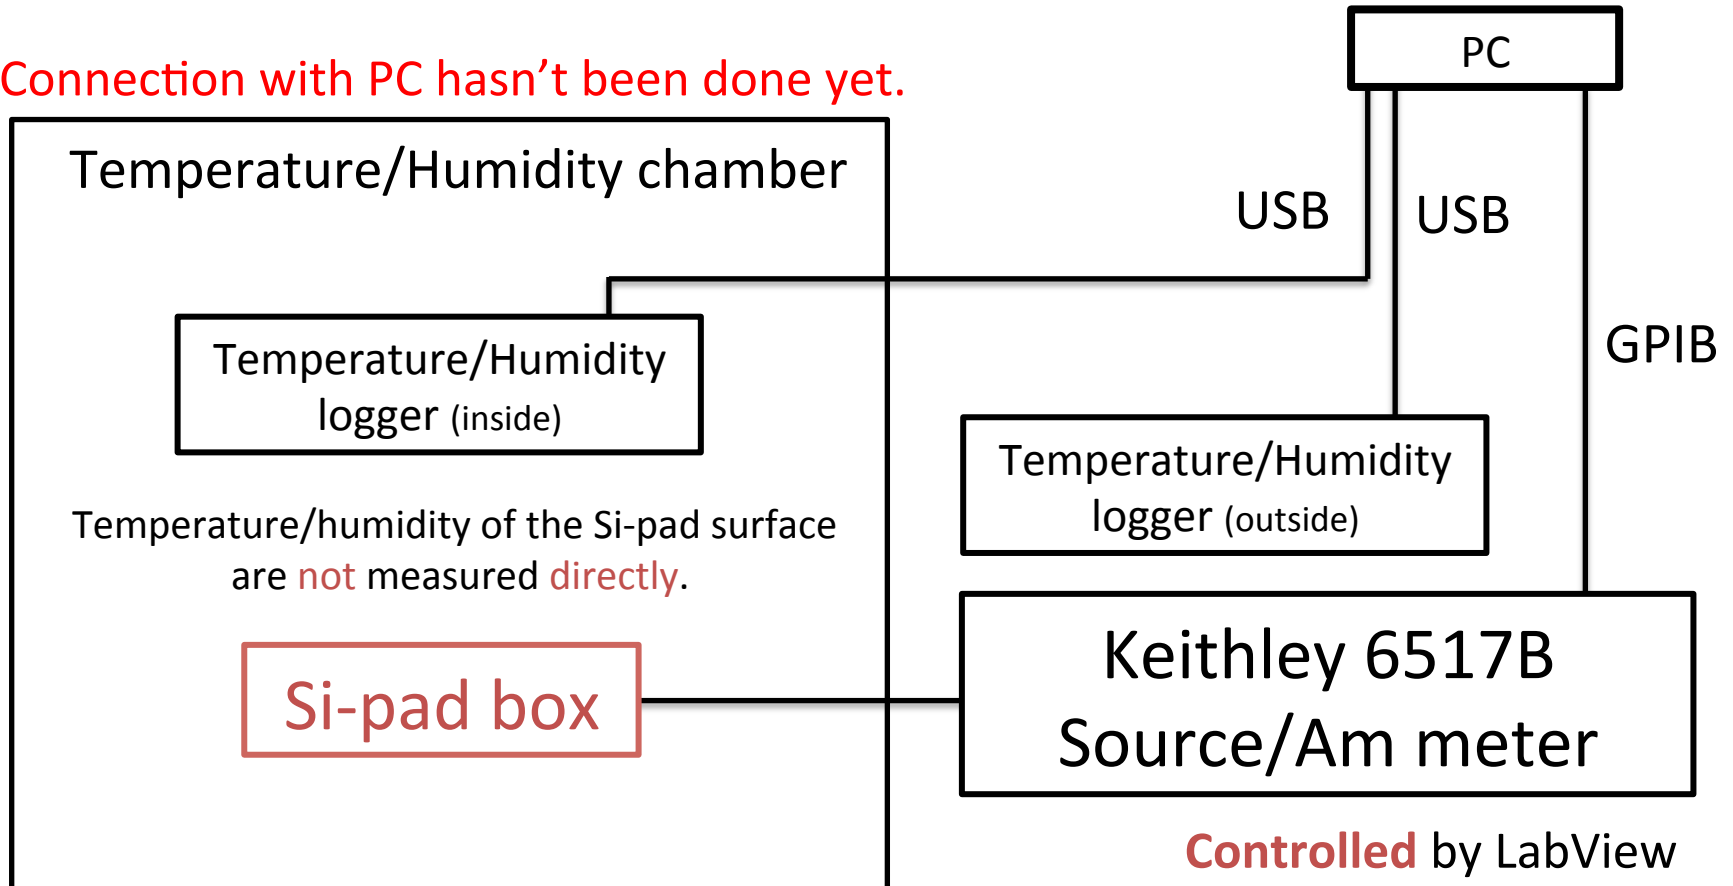 PC
Connection with PC hasn’t been done yet.
Temperature/Humidity chamber
USB
USB
GPIB
Temperature/Humidity
logger (inside)
Temperature/Humidity
logger (outside)
Temperature/humidity of the Si-pad surface
are not measured directly.
Si-pad box
Keithley 6517B
Source/Am meter
Controlled by LabView